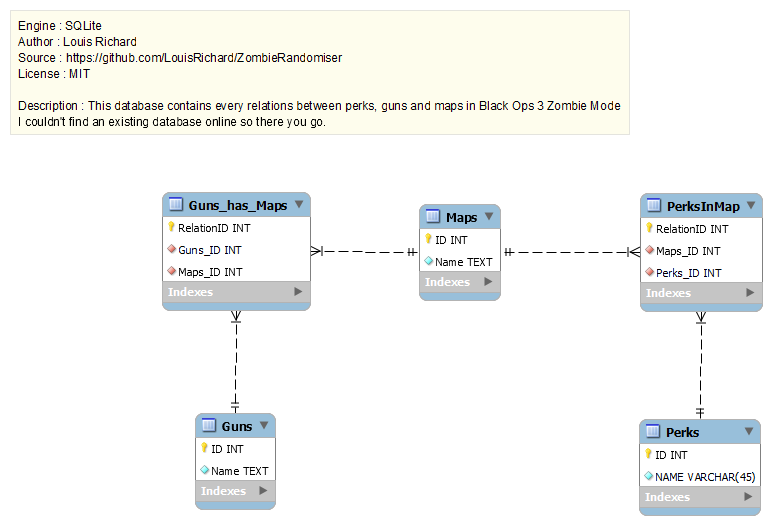 Engine : SQLite
Author : Louis Richard
Source : https://github.com/LouisRichard/ZombieRandomiser
License : MIT
Description : This database contains every relations between perks, guns and maps in Black Ops 3 Zombie Mode
I couldn't find an existing database online so there you go.
Guns_has_Maps
RelationID INT
Guns_ID INT
Maps_ID INT
Indexes
Maps
ID INT
Name TEXT
Indexes
PerksInMap
RelationID INT
Maps_ID INT
Perks_ID INT
Indexes
Guns
ID INT
Name TEXT
Indexes
Perks
ID INT
NAME VARCHAR(45)
Indexes